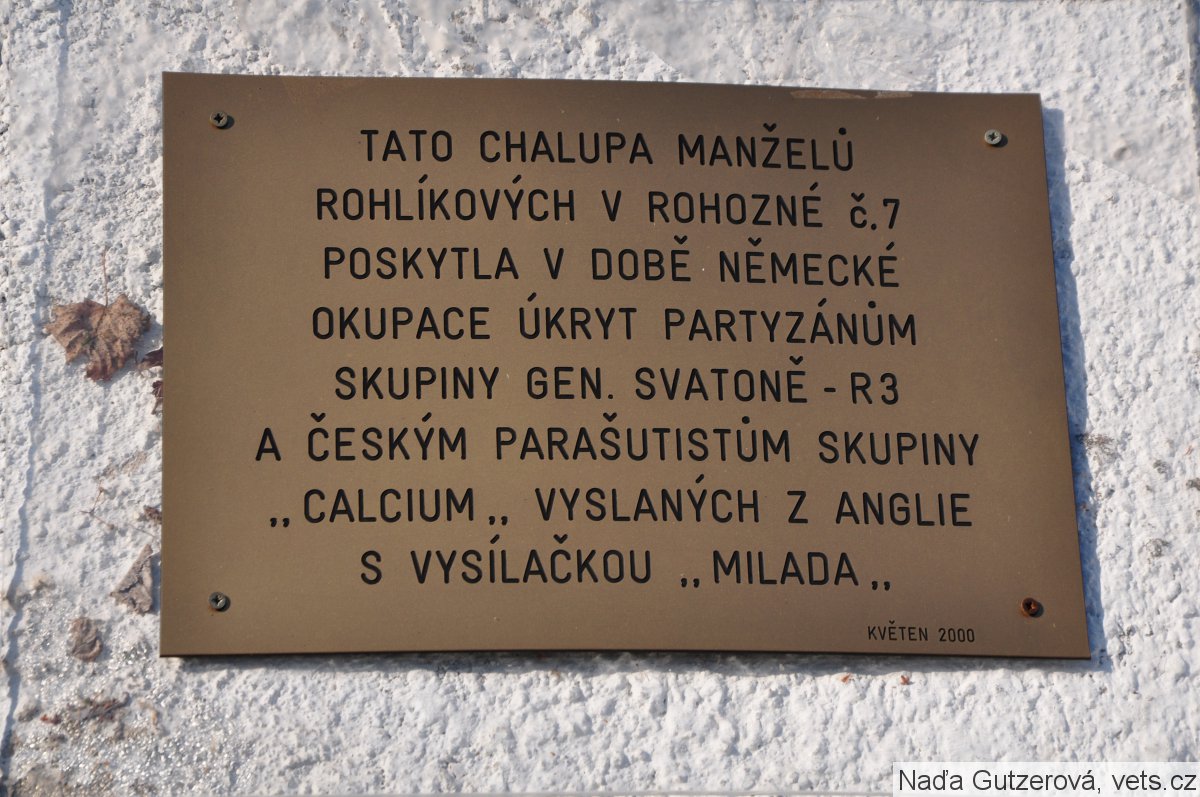 TATO CHALUPA MANŽELŮ
ROHLÍKOVÝCH V ROHOZNÉ č.7
POSKYTLA V DOBĚ NĚMECKÉ
OKUPACE ÚKRYT PARTYZÁNŮM
SKUPINY GEN. SVATONĚ - R3
A ČESKÝM PARAŠUTISTŮM SKUPINY
,,CALCIUM,, VYSLANÝCH Z ANGLIE
S VYSÍLAČKOU ,,MILADA,,
KVĚTEN 2000
Naďa Gutzerová, vets.cz